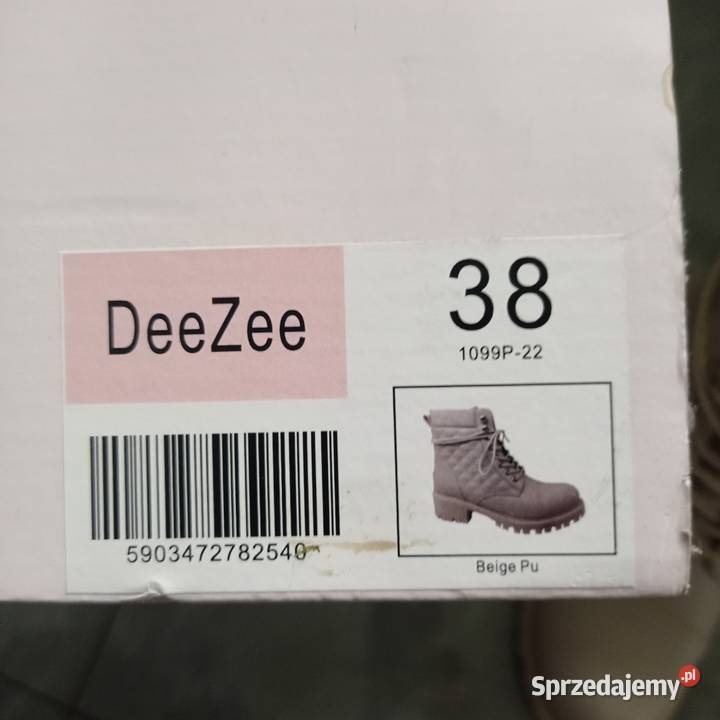 DeeZee
38
1099P-22
5903472782540
Beige Pu
Sprzedajemy.pl